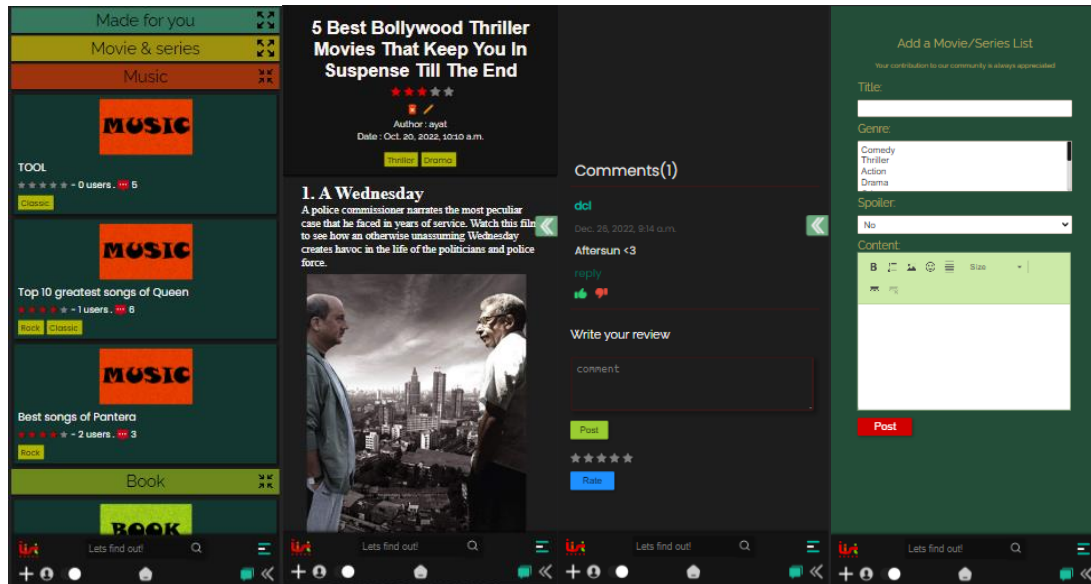 Made for you
Movie & series
Music
MUSIC
TOOL
- 0 users . 5
Classic
MUSIC
Top 10 greatest songs of Queen
- 1 users . 6
Rock Classic
MUSIC
Best songs of Pantera
- 2 users . 3
Rock
Book
BOOK
Lets find out!
5 Best Bollywood Thriller
Movies That Keep You In
Suspense Till The End
Author : ayat
Date : Oct. 20, 2022, 10:10 a.m.
Thriller Drama
1. A Wednesday
A police commissioner narrates the most peculiar
case that he faced in years of service. Watch this film
to see how an otherwise unassuming Wednesday
creates havoc in the life of the politicians and police
force.
Lets find out!
Comments(1)
dcl
Dec. 26, 2022, 9:14 a.m.
Aftersun <3
reply
Write your review
comment
Post
Rate
Lets find out!
Add a Movie/Series List
Your contribution to our community is always appreciated
Title:
Genre:
Comedy
Thriller
Action
Drama
Spoiler:
No
Content:
B Size
Post
Lets find out!